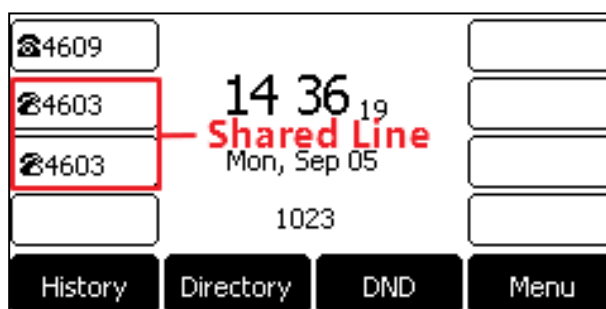 ☎4609
☎4603
☎4603
14 36 19
Shared Line
Mon, Sep 05
1023
History Directory DND Menu